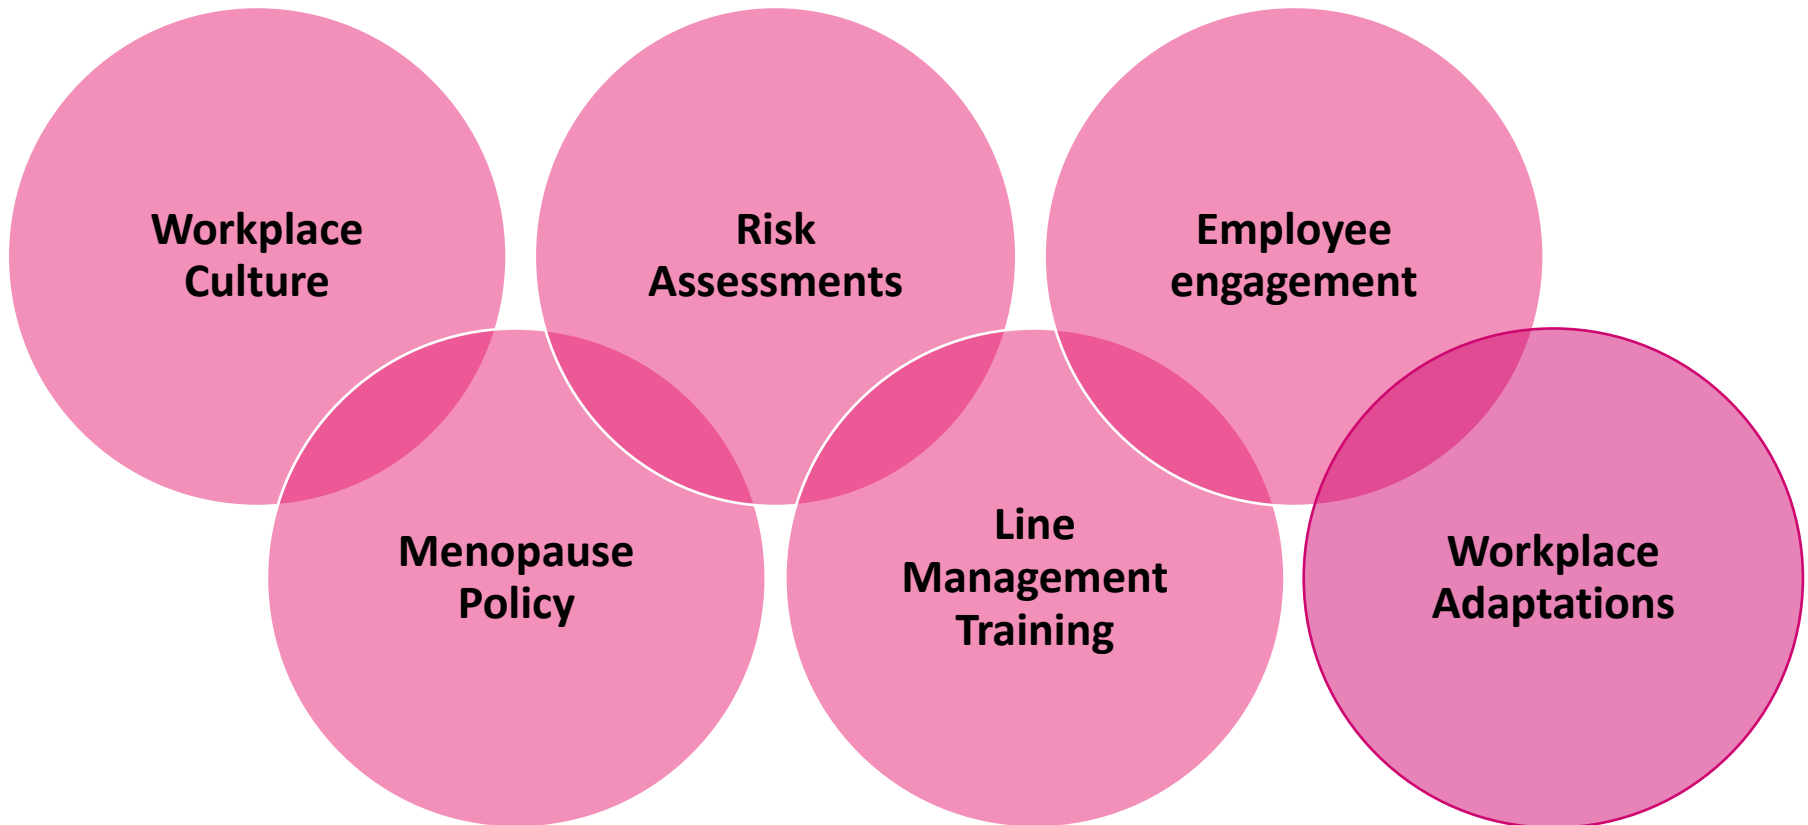 Workplace
Culture
Risk
Assessments
Employee
engagement
Menopause
Policy
Line
Management
Training
Workplace
Adaptations